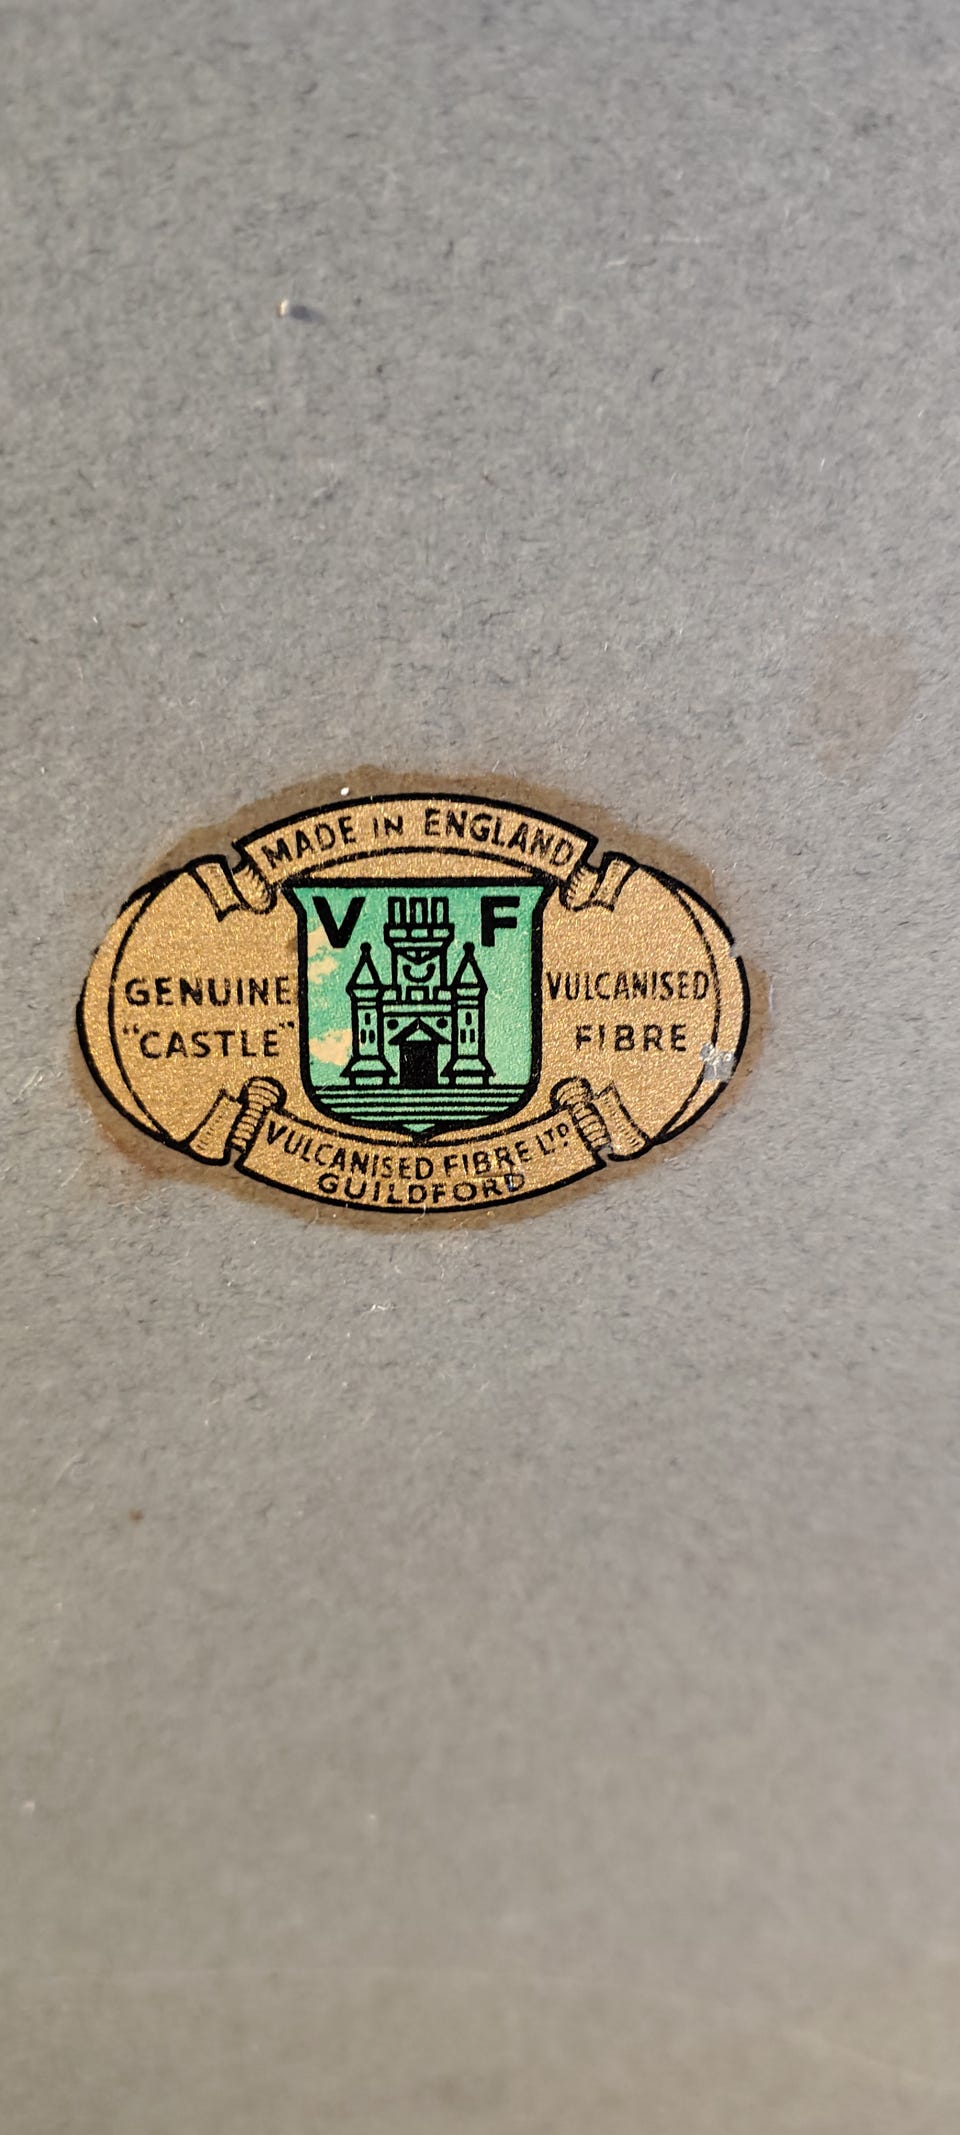 MADE IN ENGLAND
V F
GENUINE
"CASTLE"
VULCANISED
FIBRE
VULCANISED FIBRE LTD
GUILDFORD